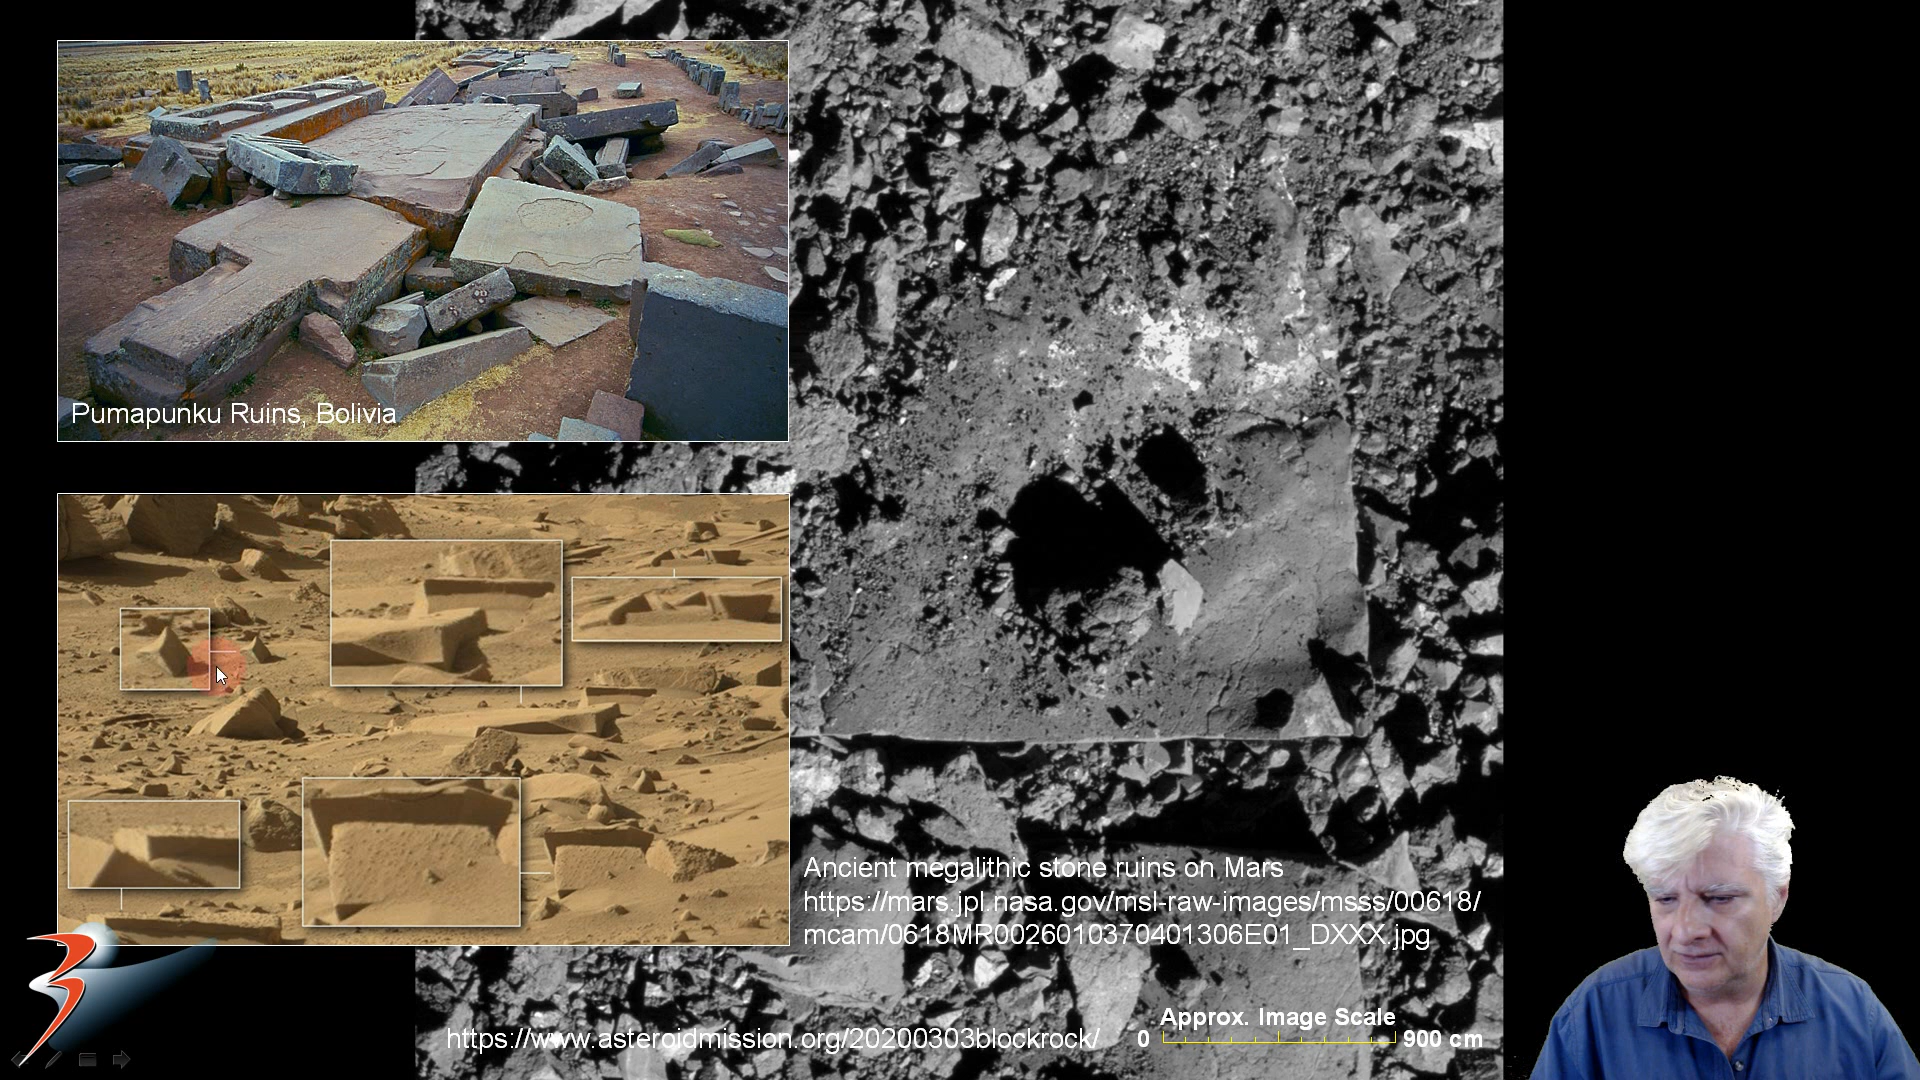 Pumapunku Ruins, Bolivia
Ancient megalithic stone ruins on Mars
https://mars.jpl.nasa.gov/msl-raw-images/msss/00618/
mcam/0618MR0026010370401306E01_DXXX.jpg
https://www.asteroidmission.org/20200303blockrock/
Approx. Image Scale
0 900 cm